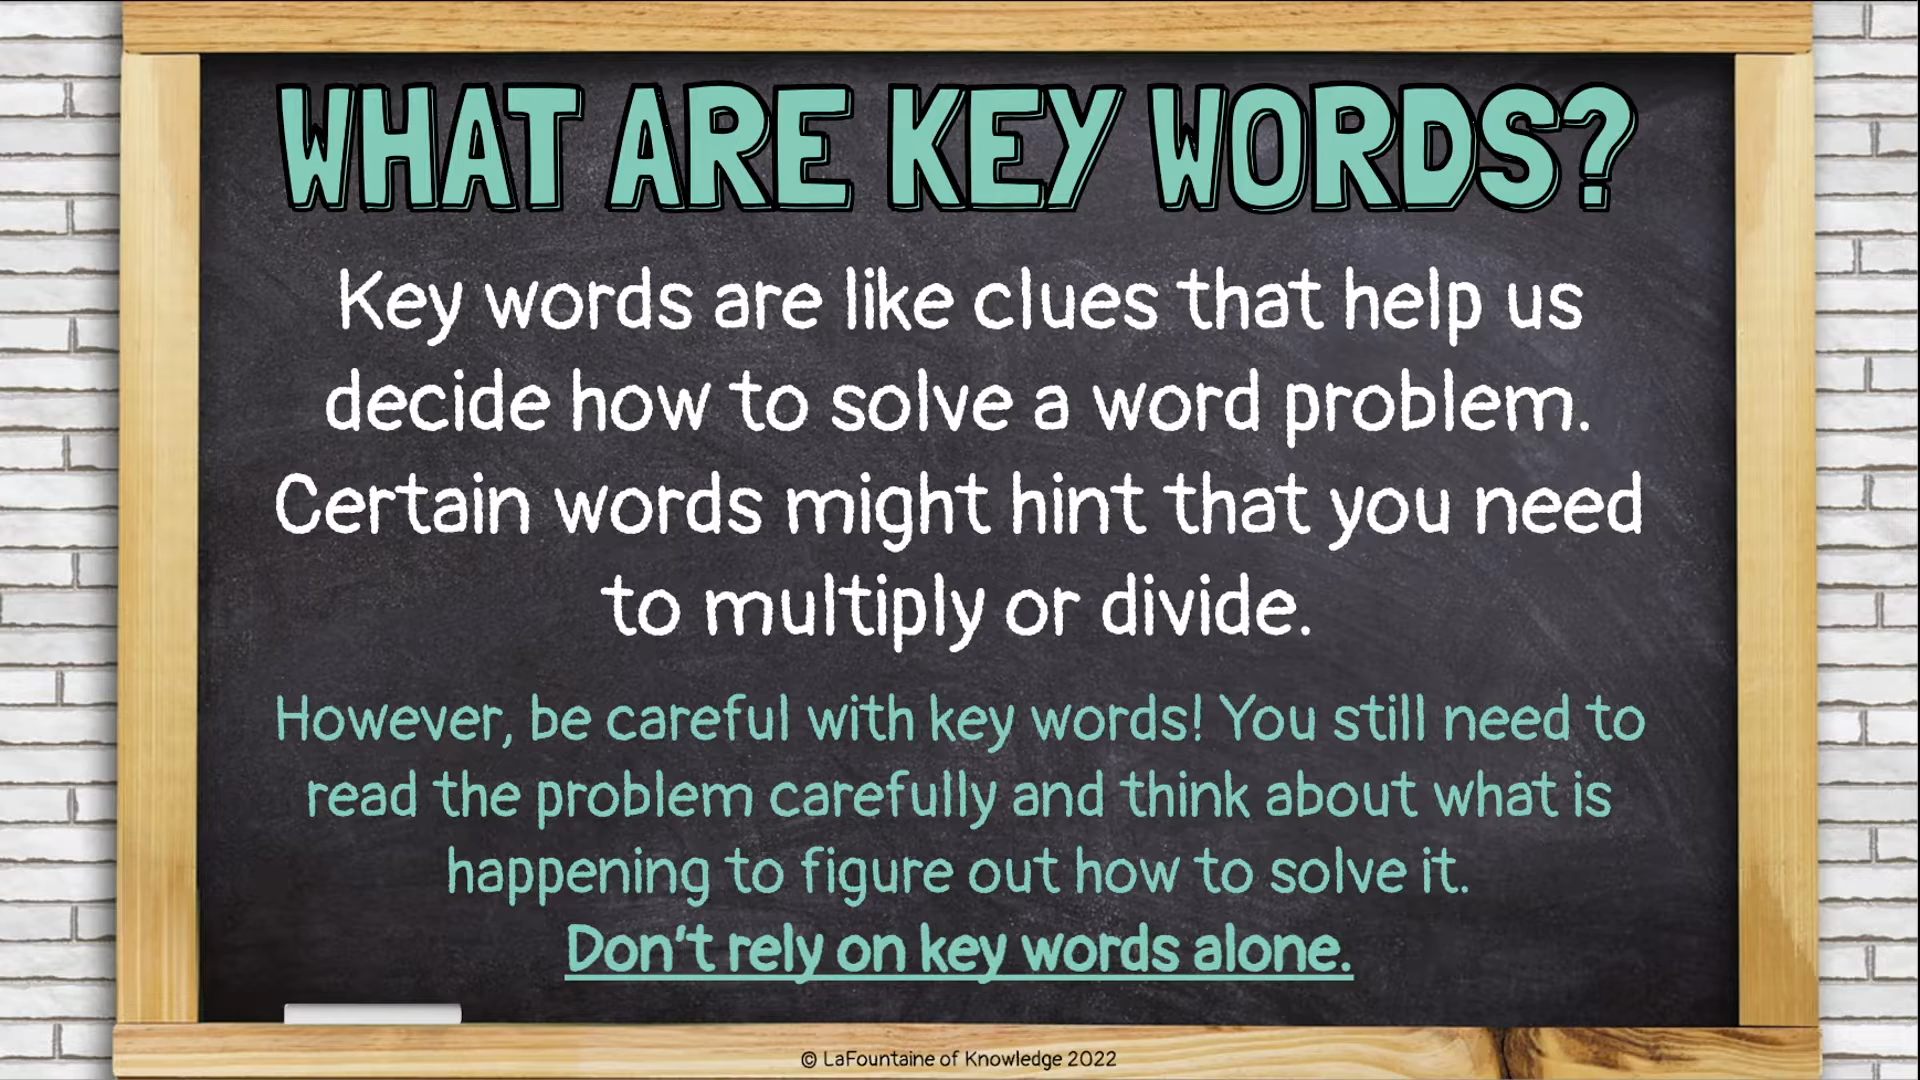 WHAT ARE KEY WORDS?
Key words are like clues that help us
decide how to solve a word problem.
Certain words might hint that you need
to multiply or divide.
However, be careful with key words! You still need to
read the problem carefully and think about what is
happening to figure out how to solve it.
Don't rely on key words alone.
© LaFountaine of Knowledge 2022